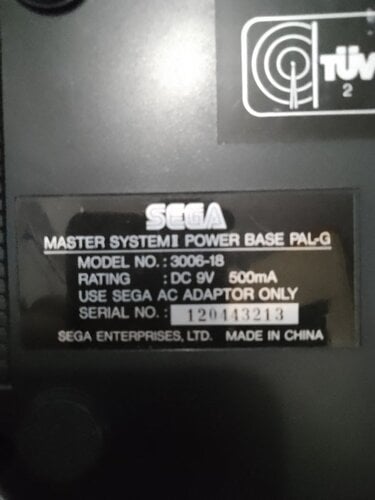 TÜV
2
SEGA
MASTER SYSTEM II POWER BASE PAL-G
MODEL NO. : 3006-18
RATING : DC 9V 500mA
USE SEGA AC ADAPTOR ONLY
SERIAL NO. : 120443213
SEGA ENTERPRISES, LTD. MADE IN CHINA